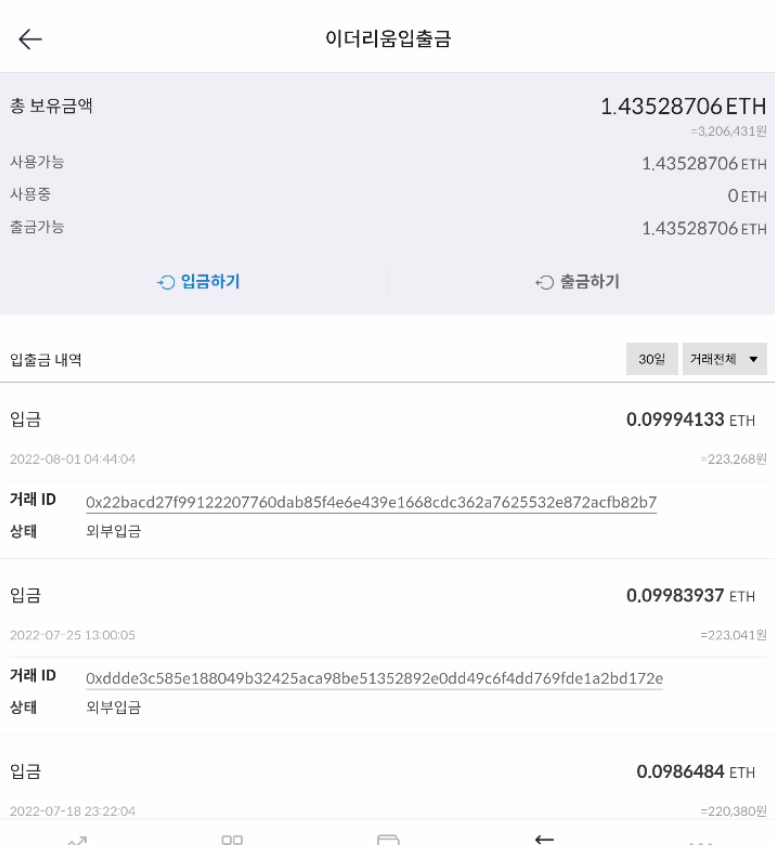 이더리움입출금
총 보유금액 1.43528706 ETH
=3,206,431원
사용가능 1.43528706 ETH
사용중 0 ETH
출금가능 1.43528706 ETH
입금하기 출금하기
입출금 내역 30일 거래전체
입금 0.09994133 ETH
2022-08-01 04:44:04 =223,268원
거래 ID 0x22bacd27f99122207760dab85f4e6e439e1668cdc362a7625532e872acfb82b7
상태 외부입금
입금 0.09983937 ETH
2022-07-25 13:00:05 =223,041원
거래 ID 0xddde3c585e188049b32425aca98be51352892e0dd49c6f4dd769fde1a2bd172e
상태 외부입금
입금 0.0986484 ETH
2022-07-18 23:22:04 =220,380원